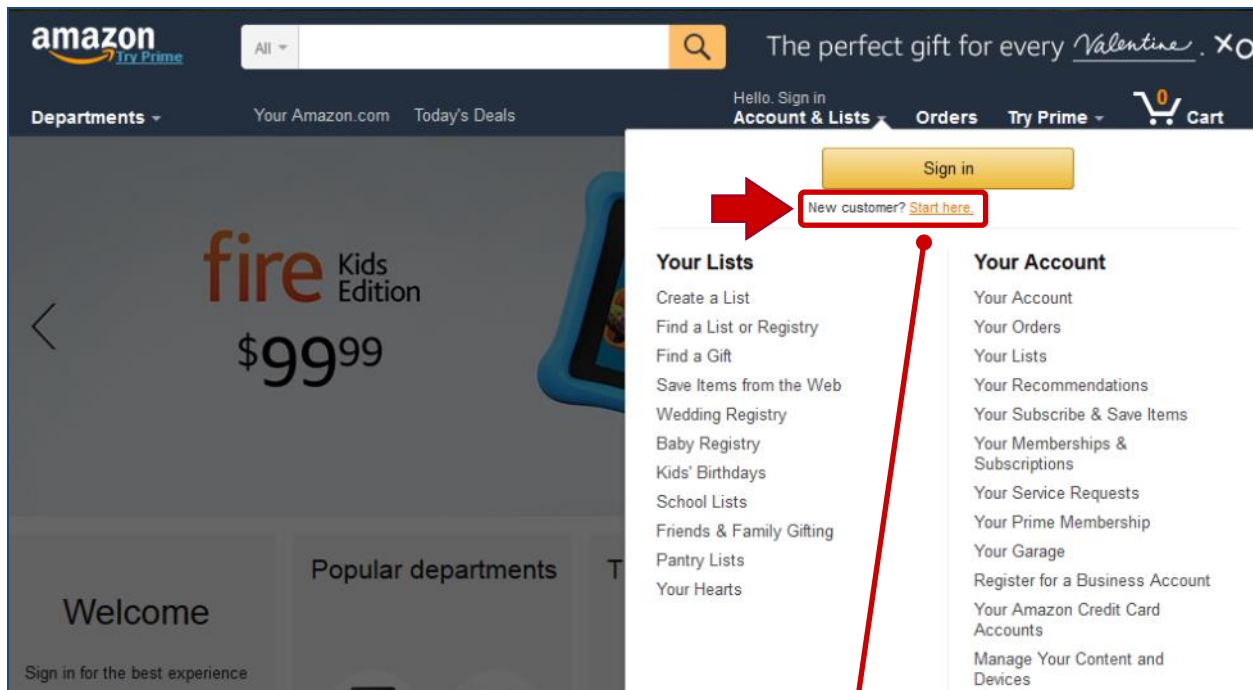 amazon
Try Prime
All
The perfect gift for every Valentine. XO
Departments
Your Amazon.com
Today's Deals
Hello. Sign in
Account & Lists
Orders
Try Prime
0
Cart
Sign in
New customer? Start here.
fire Kids Edition
$99 99
Your Lists
Create a List
Find a List or Registry
Find a Gift
Save Items from the Web
Wedding Registry
Baby Registry
Kids' Birthdays
School Lists
Friends & Family Gifting
Pantry Lists
Your Hearts
Your Account
Your Account
Your Orders
Your Lists
Your Recommendations
Your Subscribe & Save Items
Your Memberships &
Subscriptions
Your Service Requests
Your Prime Membership
Your Garage
Register for a Business Account
Your Amazon Credit Card
Accounts
Manage Your Content and
Devices
Welcome
Sign in for the best experience
Popular departments
T